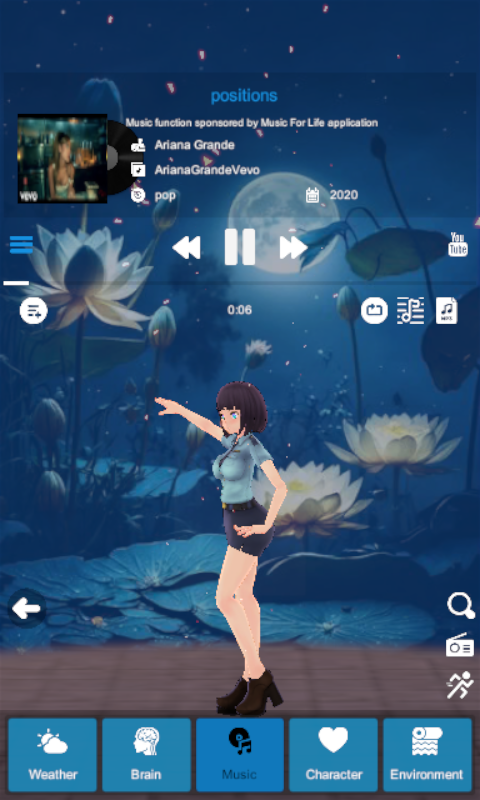 positions
Music function sponsored by Music For Life application
Ariana Grande
ArianaGrandeVevo
pop
2020
VEVO
You
Tube
0:06
MP3
Weather
Brain
Music
Character
Environment